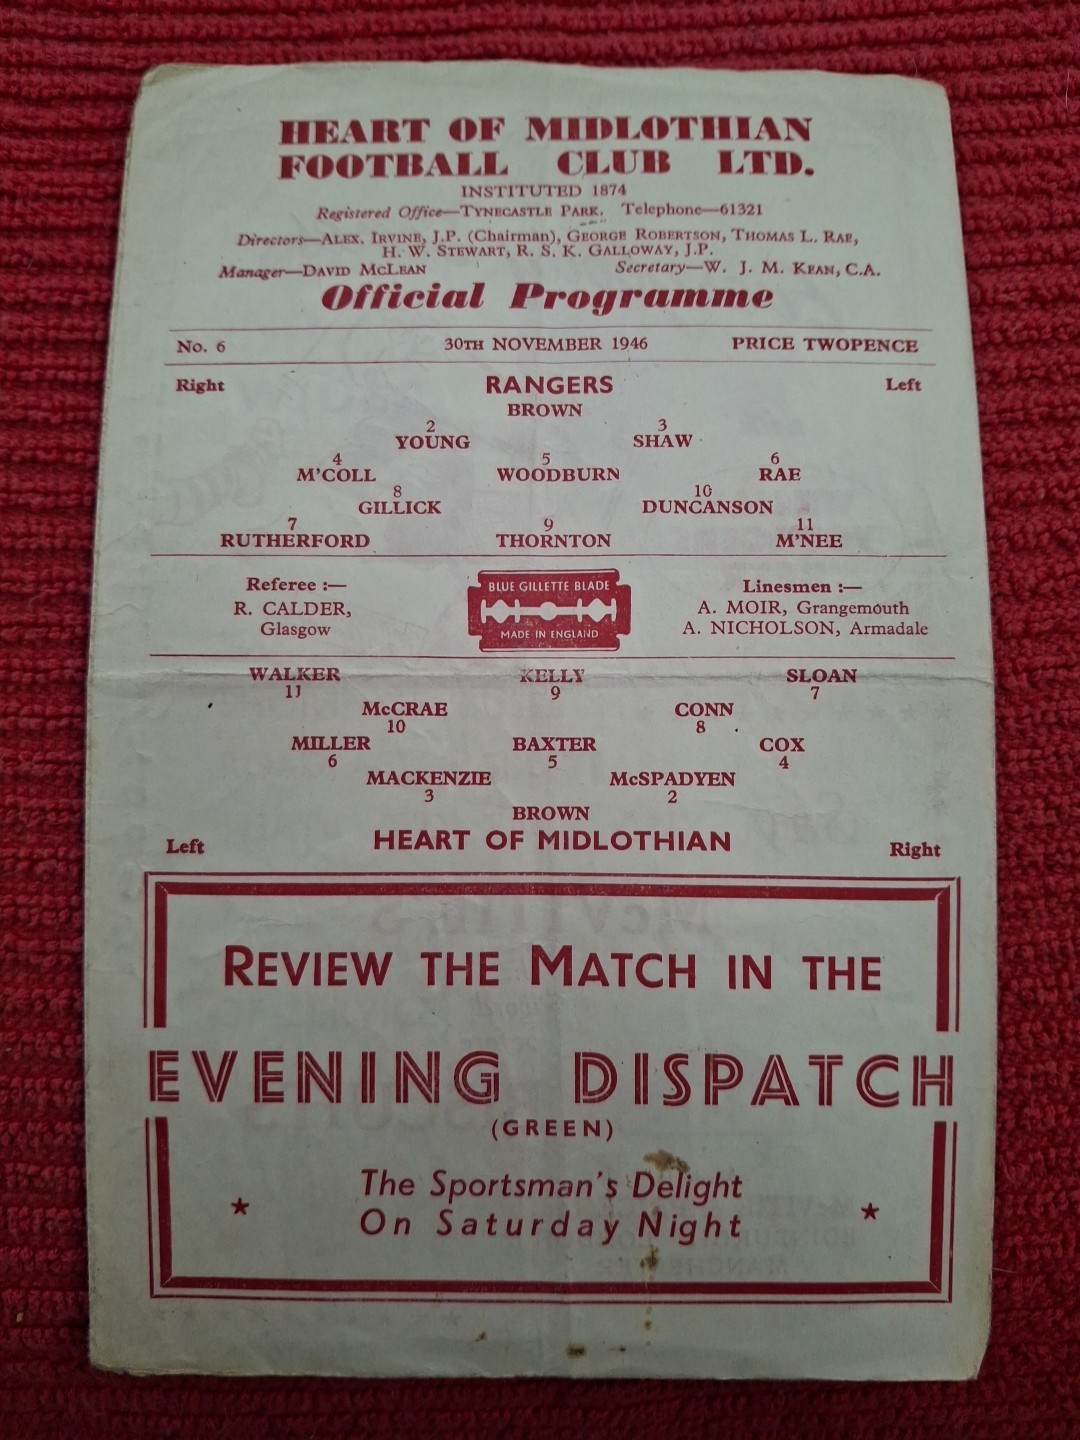 HEART OF MIDLOTHIAN
FOOTBALL CLUB LTD.
INSTITUTED 1874
Registered Office—TYNECASTLE PARK. Telephone—61321
Directors—ALEX. IRVINE, J.P. (Chairman), GEORGE ROBERTSON, THOMAS L. RAE,
H. W. STEWART, R. S. K. GALLOWAY, J.P.
Manager—DAVID McLEAN Secretary—W. J. M. KEAN, C.A.
Official Programme
No. 6 30TH NOVEMBER 1946 PRICE TWOPENCE
Right RANGERS Left
BROWN
2 3
YOUNG SHAW
4 5 6
M'COLL WOODBURN RAE
8 10
GILLICK DUNCANSON
7 9 11
RUTHERFORD THORNTON M'NEE
Referee :— BLUE GILLETTE BLADE Linesmen :—
R. CALDER, A. MOIR, Grangemouth
Glasgow MADE IN ENGLAND A. NICHOLSON, Armadale
WALKER KELLY SLOAN
11 9 7
McCRAE CONN
10 8
MILLER BAXTER COX
6 5 4
MACKENZIE McSPADYEN
3 2
BROWN
Left HEART OF MIDLOTHIAN Right
REVIEW THE MATCH IN THE
EVENING DISPATCH
(GREEN)
The Sportsman's Delight
On Saturday Night